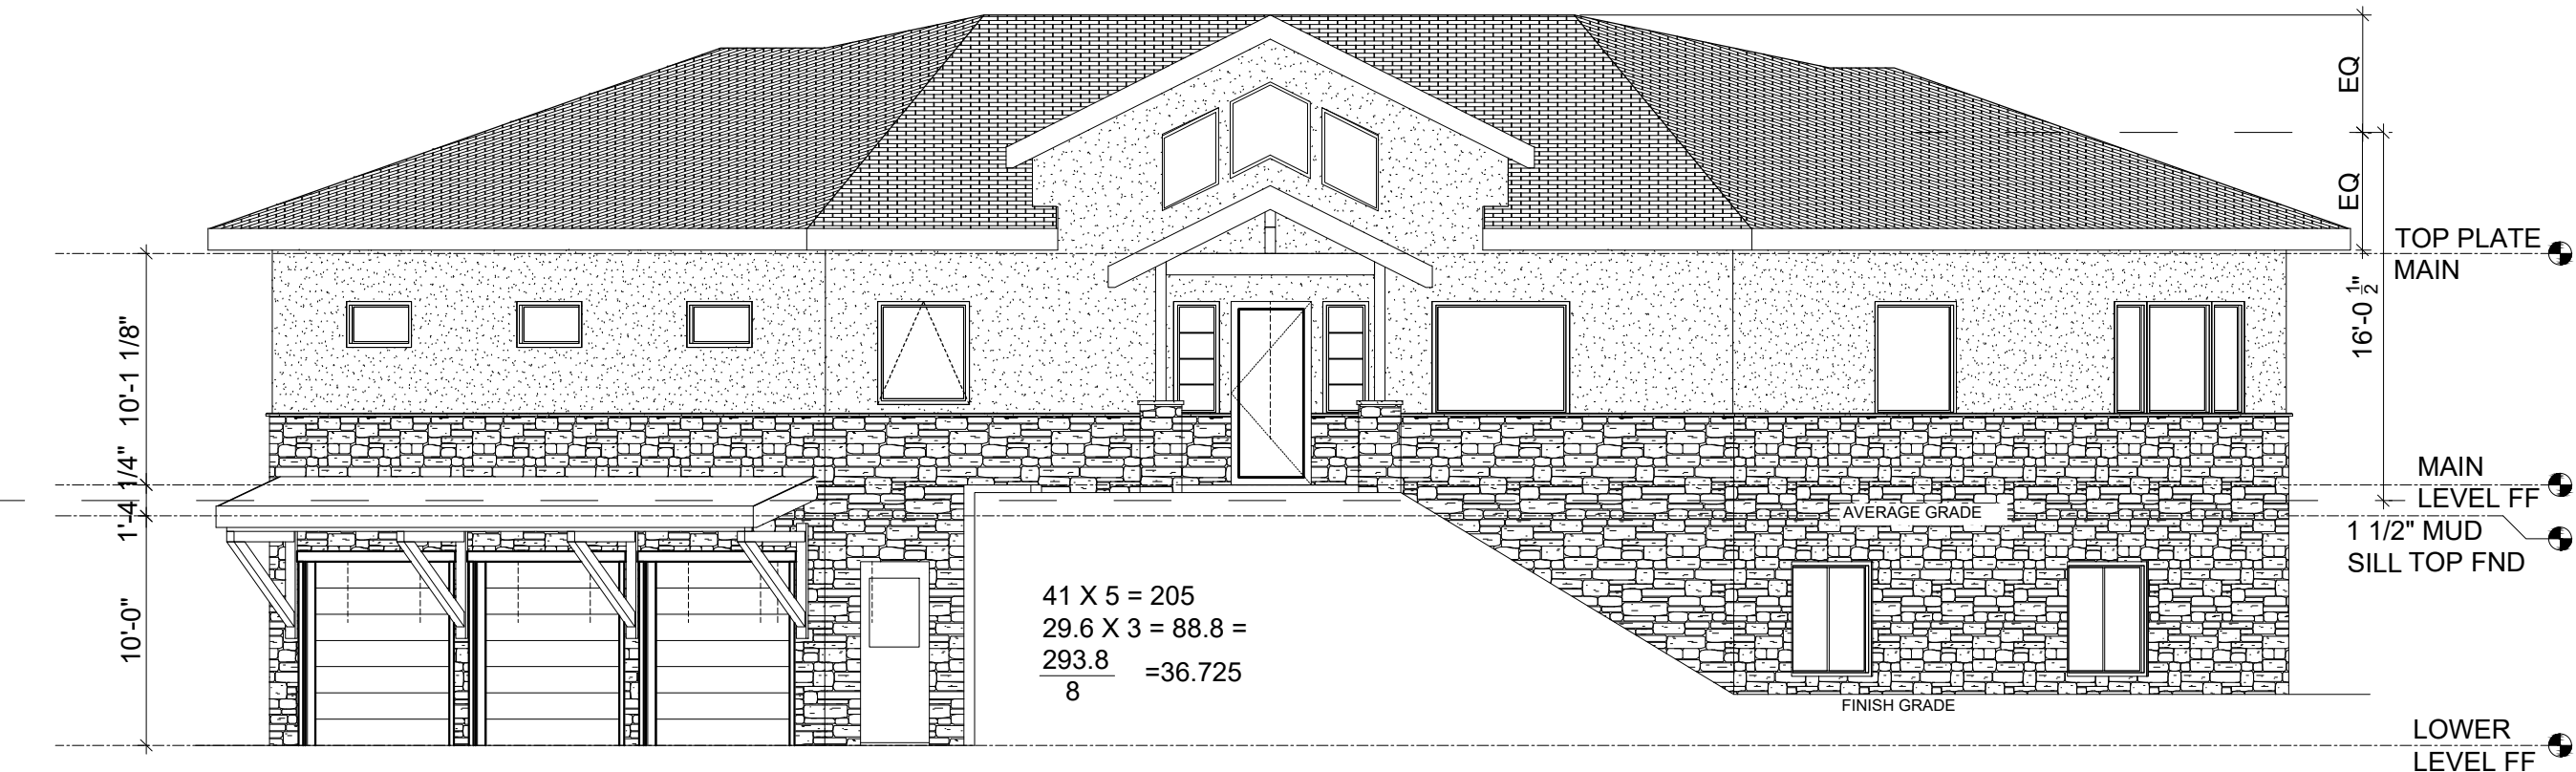 EQ
EQ
TOP PLATE
MAIN
16'-0 1/2"
10'-1 1/8"
1'-4 1/4"
10'-0"
MAIN
LEVEL FF
AVERAGE GRADE
1 1/2" MUD
SILL TOP FND
41 X 5 = 205
29.6 X 3 = 88.8 =
293.8
=36.725
8
FINISH GRADE
LOWER
LEVEL FF